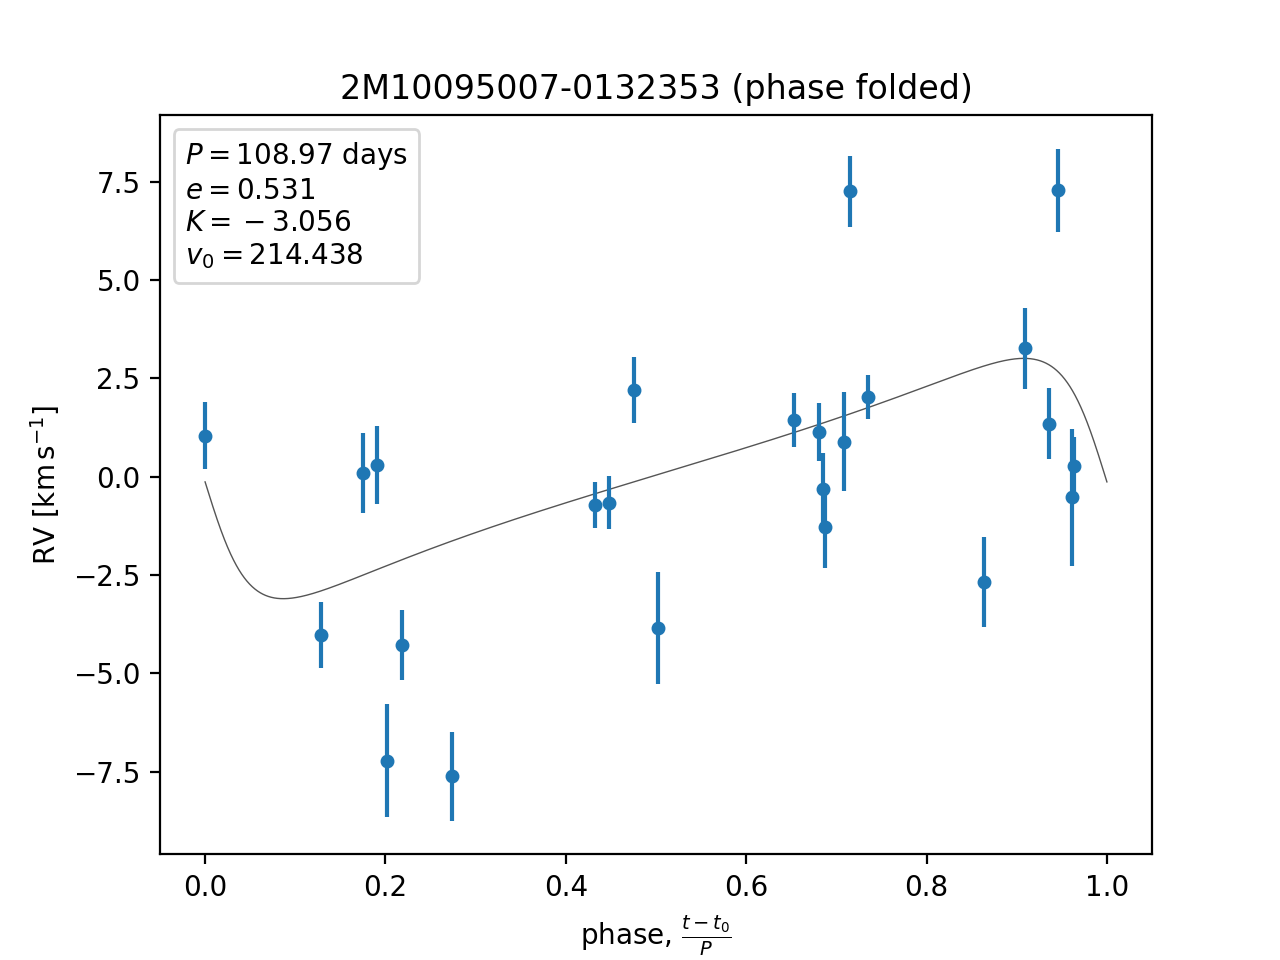 2M10095007-0132353 (phase folded)
P = 108.97 days
e = 0.531
K = −3.056
v₀ = 214.438
7.5
5.0
2.5
0.0
−2.5
−5.0
−7.5
RV [km s⁻¹]
0.0 0.2 0.4 0.6 0.8 1.0
phase, (t − t₀)/P